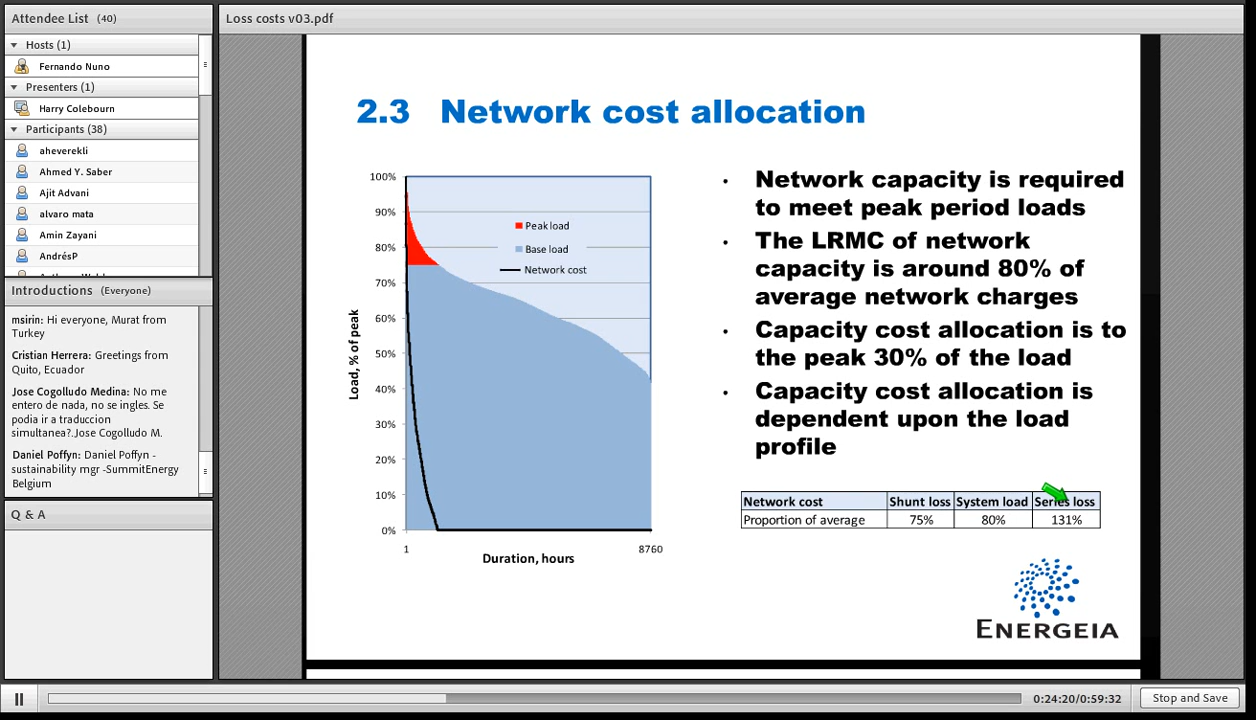 Attendee List (40)
Hosts (1)
Fernando Nuno
Presenters (1)
Harry Colebourn
Participants (38)
aheverekli
Ahmed Y. Saber
Ajit Advani
alvaro mata
Amin Zayani
AndrésP
Introductions (Everyone)
msirin: Hi everyone, Murat from
Turkey
Cristian Herrera: Greetings from
Quito, Ecuador
Jose Cogolludo Medina: No me
entero de nada, no se ingles. Se
podia ir a traduccion
simultanea?.Jose Cogolludo M.
Daniel Poffyn: Daniel Poffyn -
sustainability mgr -SummitEnergy
Belgium
Q & A
Loss costs v03.pdf
2.3 Network cost allocation
100%
90%
80%
70%
60%
50%
40%
30%
20%
10%
0%
Load, % of peak
Peak load
Base load
Network cost
1
8760
Duration, hours
• Network capacity is required
to meet peak period loads
• The LRMC of network
capacity is around 80% of
average network charges
• Capacity cost allocation is to
the peak 30% of the load
• Capacity cost allocation is
dependent upon the load
profile
Network cost Shunt loss System load Series loss
Proportion of average 75% 80% 131%
ENERGEIA
0:24:20/0:59:32
Stop and Save